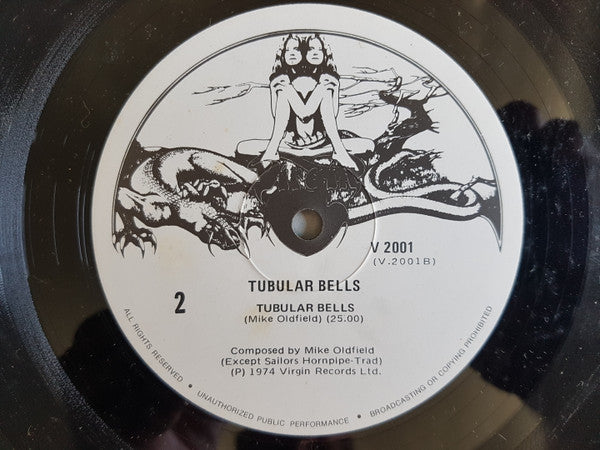 VIRGIN
V 2001
(V.2001B)
TUBULAR BELLS
2
TUBULAR BELLS
(Mike Oldfield) (25.00)
Composed by Mike Oldfield
(Except Sailors Hornpipe-Trad)
(P) 1974 Virgin Records Ltd.
ALL RIGHTS RESERVED • UNAUTHORIZED PUBLIC PERFORMANCE • BROADCASTING OR COPYING PROHIBITED